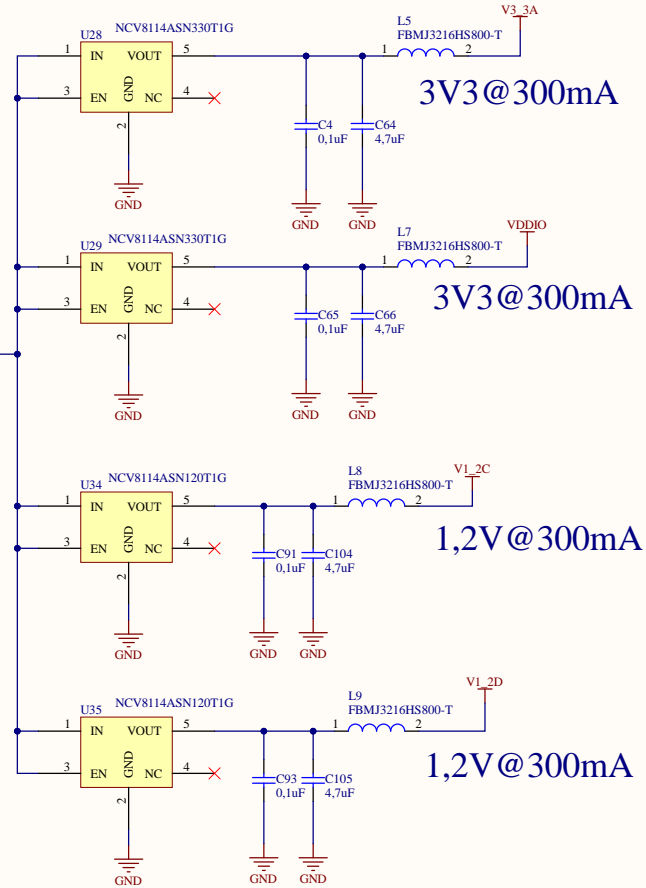 NCV8114ASN330T1G
U28
1 IN VOUT 5
3 EN GND NC 4
2
GND
L5
FBMJ3216HS800-T
V3_3A
1 2
3V3@300mA
C4
0,1uF
C64
4,7uF
GND GND
NCV8114ASN330T1G
U29
1 IN VOUT 5
3 EN GND NC 4
2
GND
L7
FBMJ3216HS800-T
VDDIO
1 2
3V3@300mA
C65
0,1uF
C66
4,7uF
GND GND
NCV8114ASN120T1G
U34
1 IN VOUT 5
3 EN GND NC 4
2
GND
L8
FBMJ3216HS800-T
V1_2C
1 2
1,2V@300mA
C91
0,1uF
C104
4,7uF
GND GND
NCV8114ASN120T1G
U35
1 IN VOUT 5
3 EN GND NC 4
2
GND
L9
FBMJ3216HS800-T
V1_2D
1 2
1,2V@300mA
C93
0,1uF
C105
4,7uF
GND GND